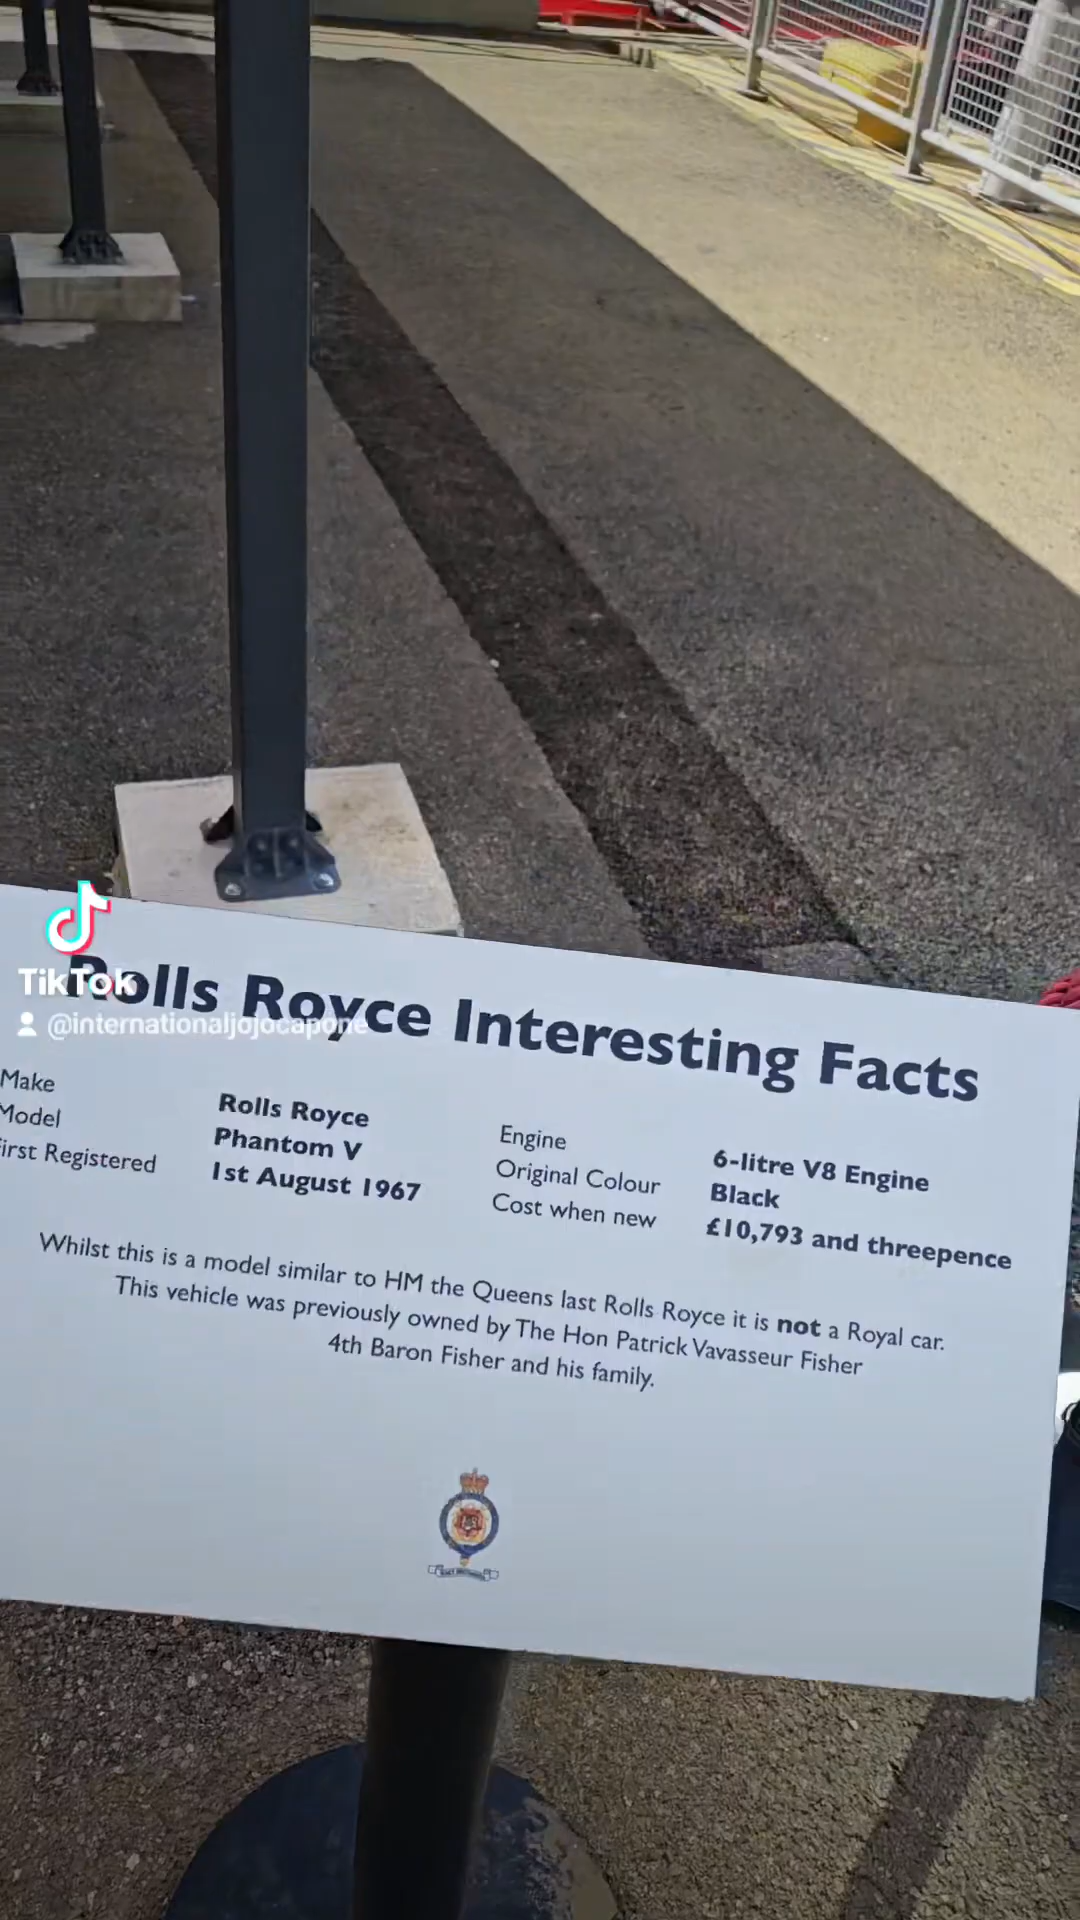 TikTok
@internationaljojocapone
Rolls Royce Interesting Facts
Make Rolls Royce
Model Phantom V
First Registered 1st August 1967
Engine 6-litre V8 Engine
Original Colour Black
Cost when new £10,793 and threepence
Whilst this is a model similar to HM the Queens last Rolls Royce it is not a Royal car.
This vehicle was previously owned by The Hon Patrick Vavasseur Fisher
4th Baron Fisher and his family.